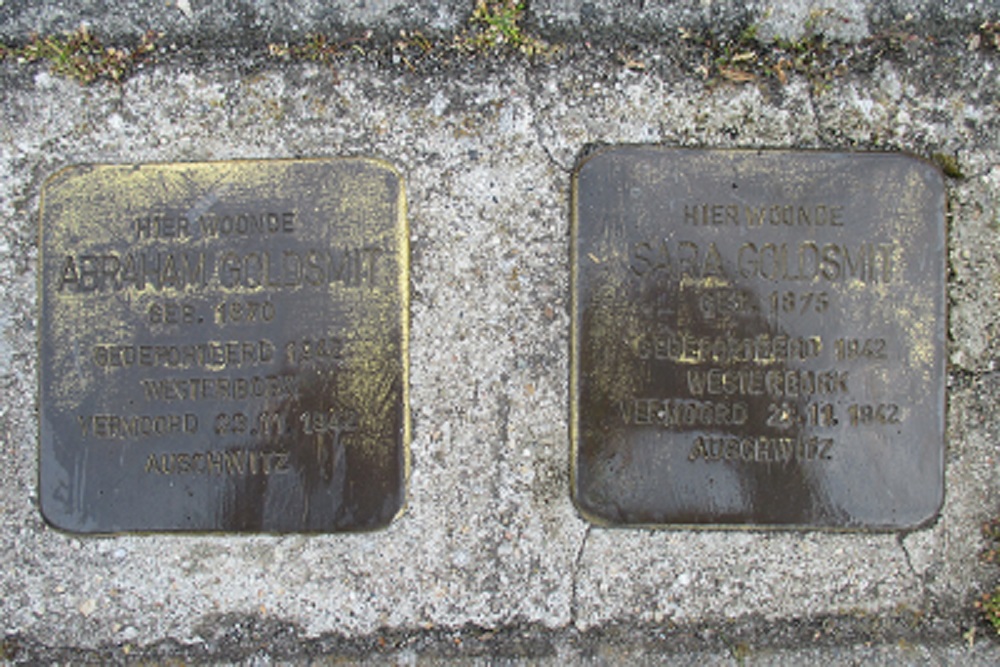 HIER WOONDE
ABRAHAM GOLDSMIT
GEB. 1870
GEDEPORTEERD 1942
WESTERBORK
VERMOORD 23.11.1942
AUSCHWITZ
HIER WOONDE
SARA GOLDSMIT
GEB. 1875
GEDEPORTEERD 1942
WESTERBORK
VERMOORD 23.11.1942
AUSCHWITZ